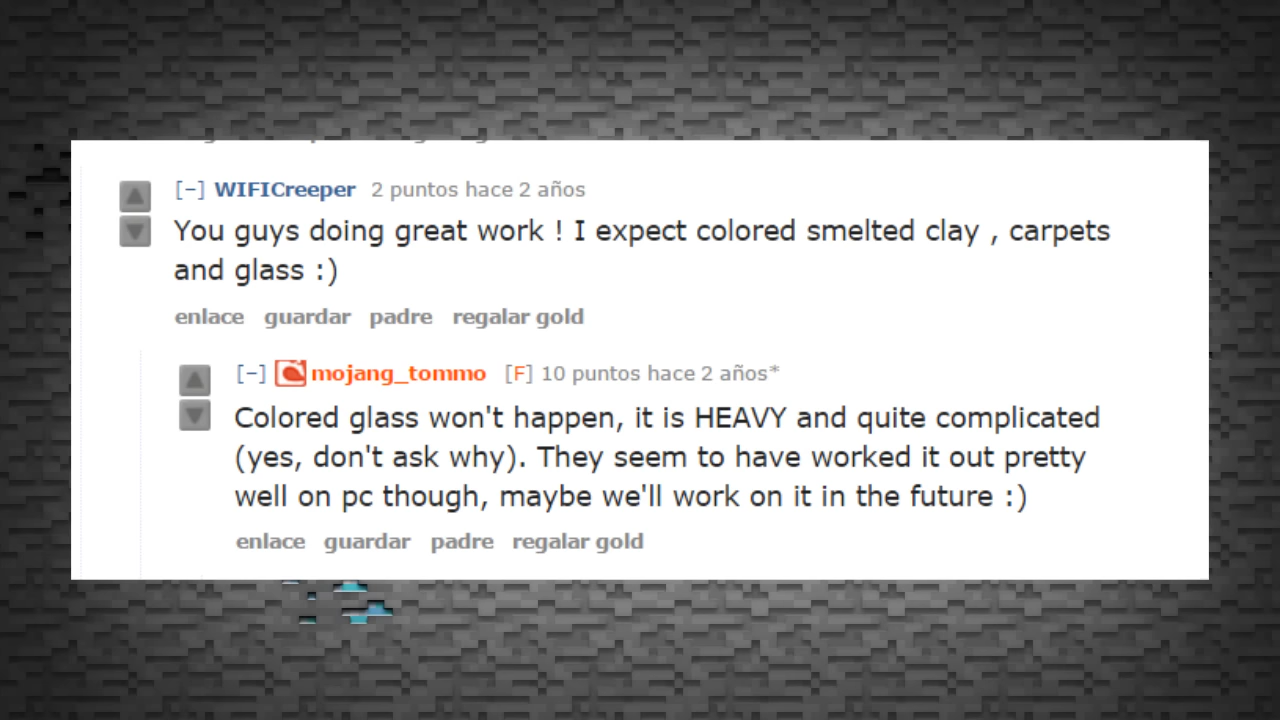 [−] WIFICreeper 2 puntos hace 2 años
You guys doing great work ! I expect colored smelted clay , carpets
and glass :)
enlace guardar padre regalar gold
[−] mojang_tommo [F] 10 puntos hace 2 años*
Colored glass won't happen, it is HEAVY and quite complicated
(yes, don't ask why). They seem to have worked it out pretty
well on pc though, maybe we'll work on it in the future :)
enlace guardar padre regalar gold